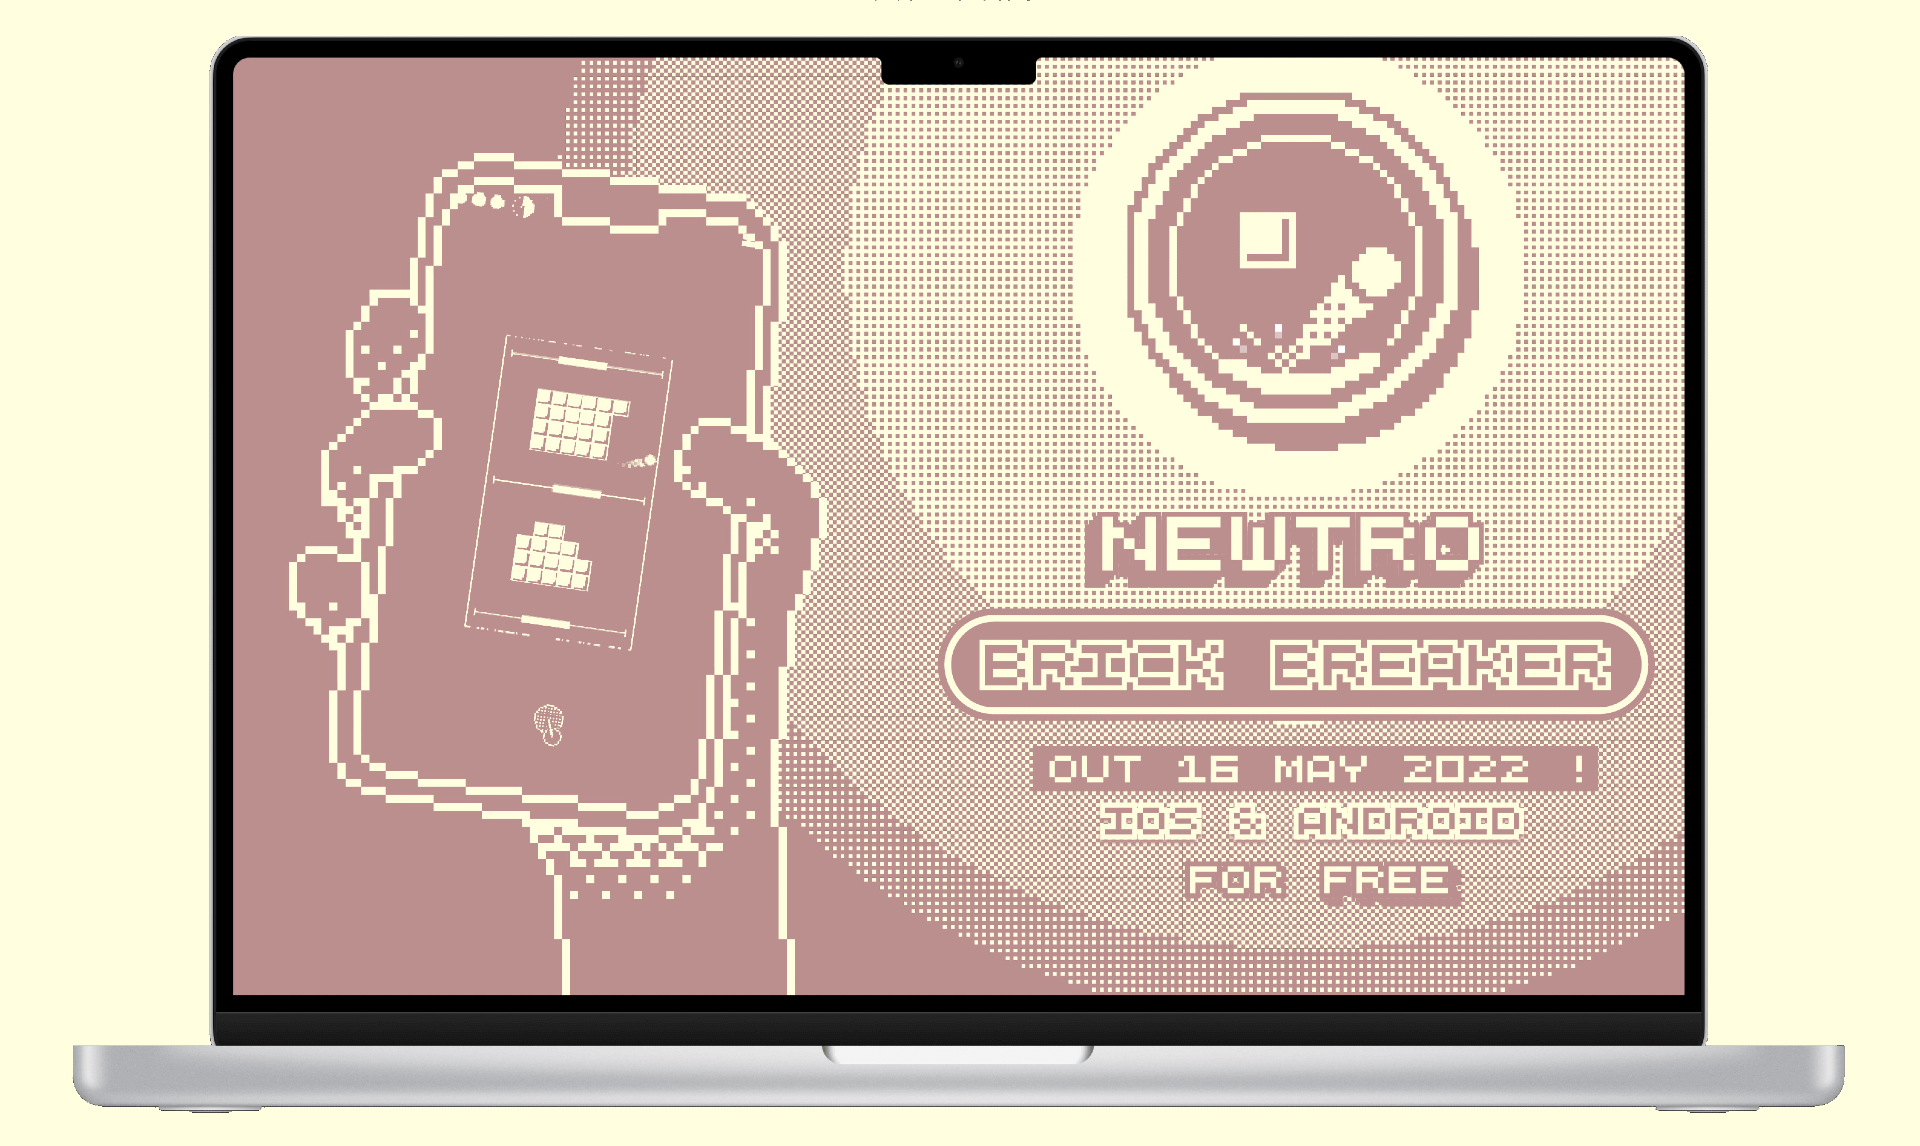 NEWTRO
BRICK BREAKER
OUT 16 MAY 2022 !
IOS & ANDROID
FOR FREE